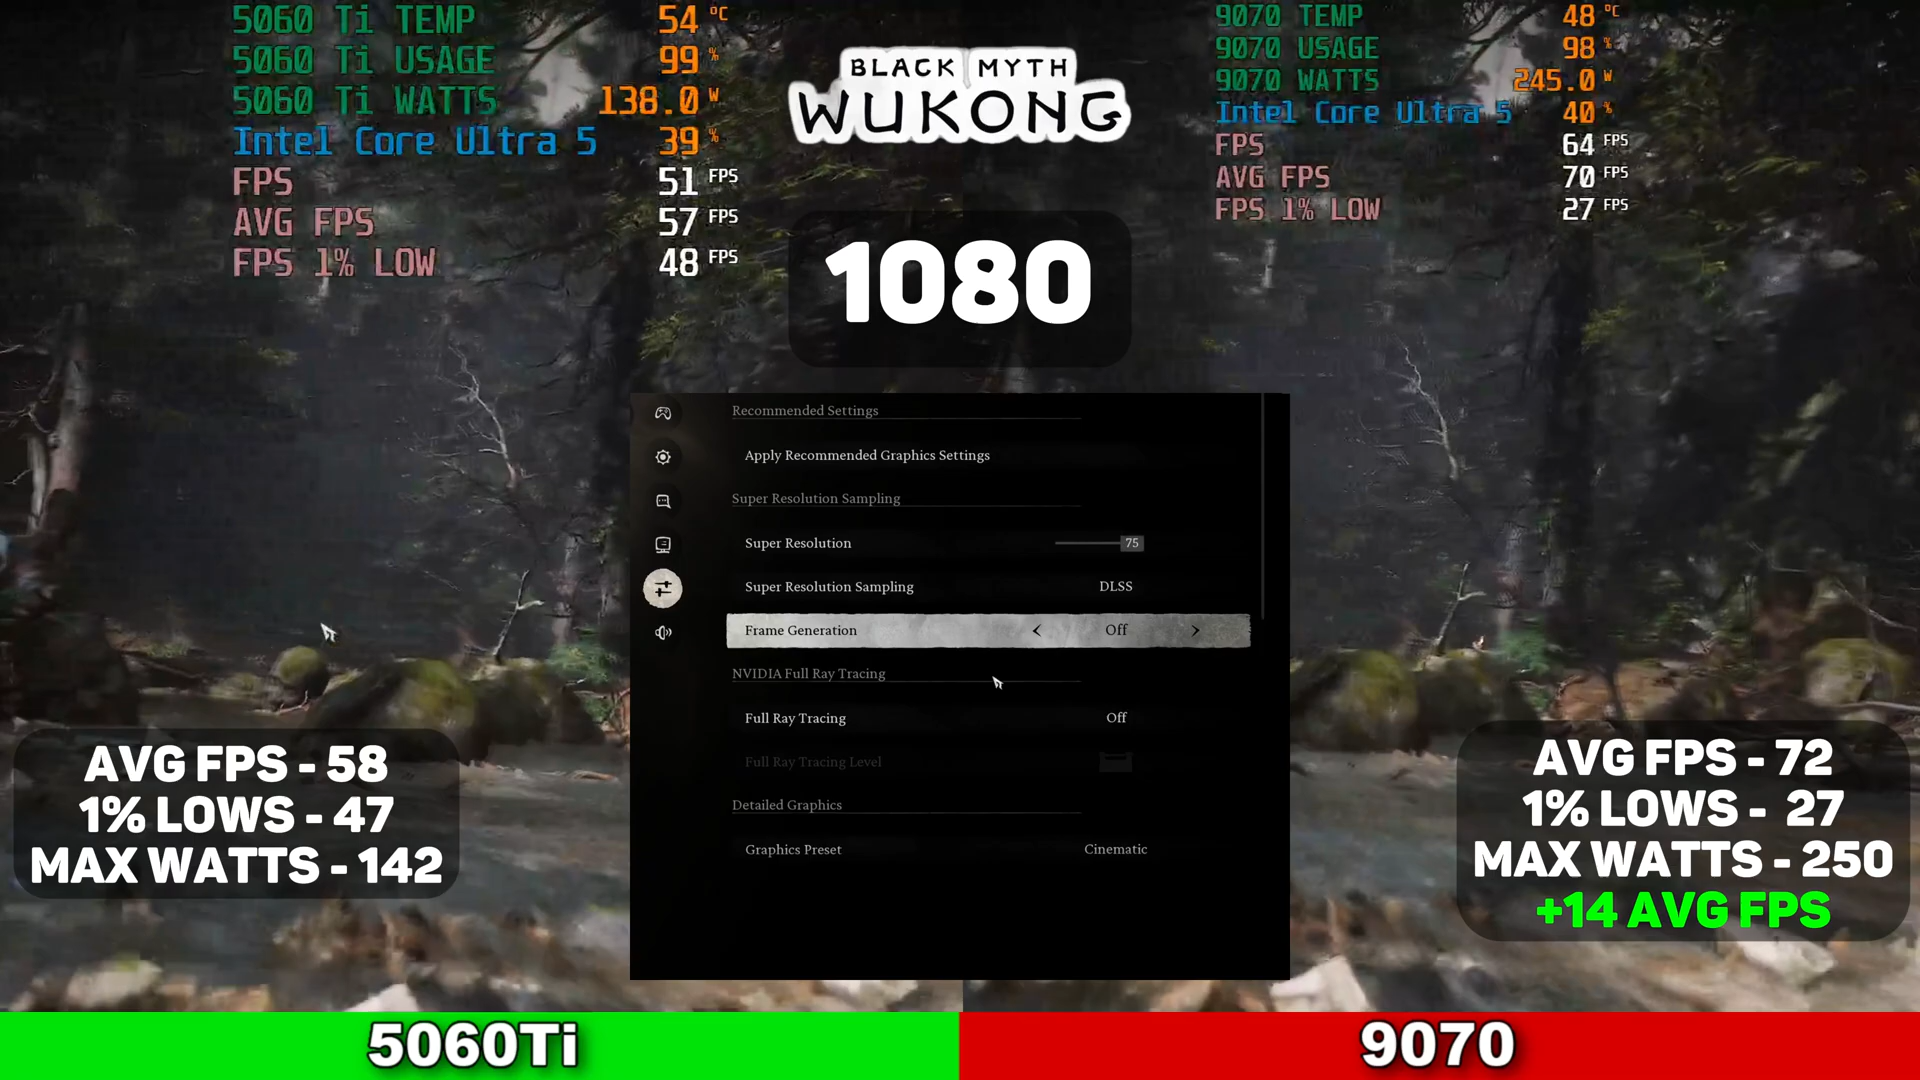 5060 Ti TEMP 54 °C
5060 Ti USAGE 99 %
5060 Ti WATTS 138.0 W
Intel Core Ultra 5 39 %
FPS 51 FPS
AVG FPS 57 FPS
FPS 1% LOW 48 FPS
BLACK MYTH
WUKONG
1080
9070 TEMP 48 °C
9070 USAGE 98 %
9070 WATTS 245.0 W
Intel Core Ultra 5 40 %
FPS 64 FPS
AVG FPS 70 FPS
FPS 1% LOW 27 FPS
Recommended Settings
Apply Recommended Graphics Settings
Super Resolution Sampling
Super Resolution 75
Super Resolution Sampling DLSS
Frame Generation Off
NVIDIA Full Ray Tracing
Full Ray Tracing Off
Full Ray Tracing Level
Detailed Graphics
Graphics Preset Cinematic
AVG FPS - 58
1% LOWS - 47
MAX WATTS - 142
AVG FPS - 72
1% LOWS - 27
MAX WATTS - 250
+14 AVG FPS
5060Ti
9070